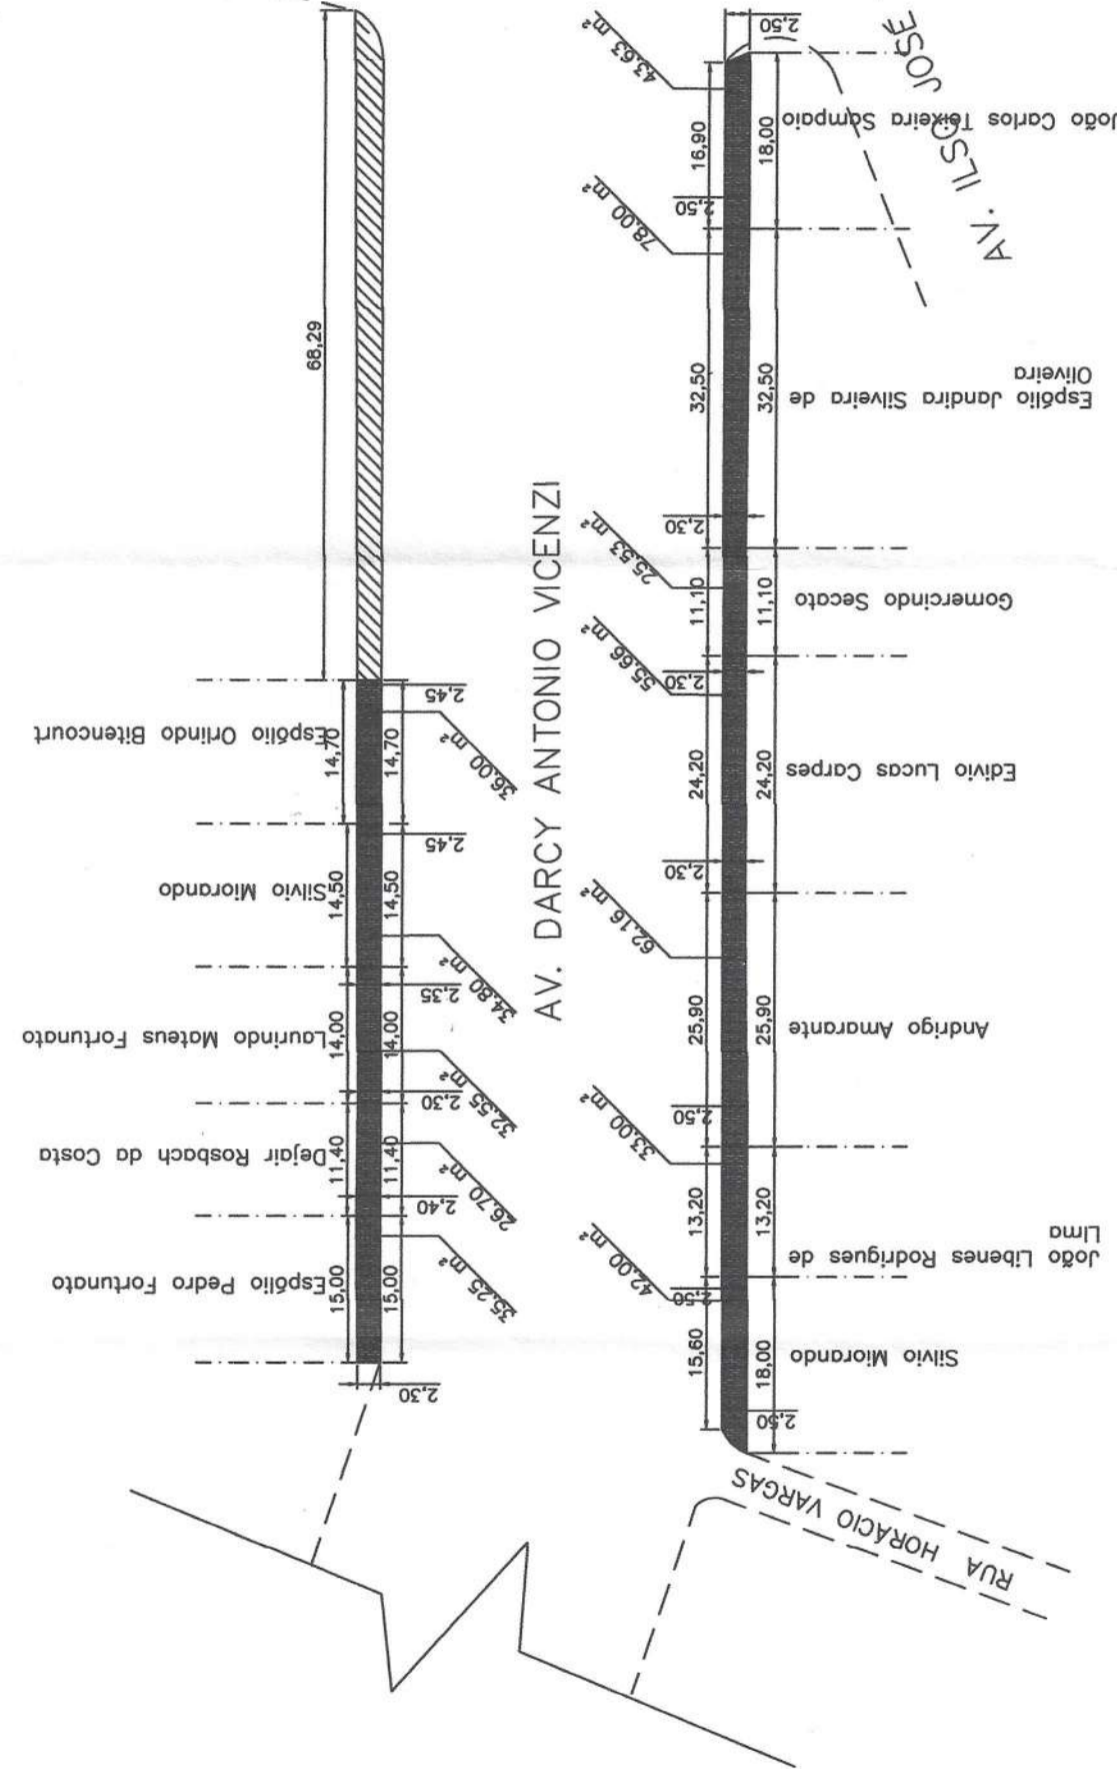 68,29
Espólio Orlindo Bitencourt
14,70
14,70
2,45
36.00 m²
Silvio Miorando
14,50
14,50
2,45
34.80 m²
Laurindo Mateus Fortunato
14,00
14,00
2,35
32.55 m²
Dejair Rosbach da Costa
11,40
11,40
2,30
26.70 m²
Espólio Pedro Fortunato
15,00
15,00
2,40
35.25 m²
2,30
AV. DARCY ANTONIO VICENZI
2,50
43.63 m²
16,90
18,00
João Carlos Teixeira Sampaio
2,50
AV. ILSO JOSÉ
78.00 m²
32,50
32,50
Espólio Jandira Silveira de
Oliveira
2,30
25.53 m²
11,10
11,10
Gomercindo Secato
2,30
55.66 m²
24,20
24,20
Edivio Lucas Carpes
2,30
62.16 m²
25,90
25,90
Andrigo Amarante
2,50
33.00 m²
13,20
13,20
João Libenes Rodrigues de
Lima
2,50
42.00 m²
15,60
18,00
Silvio Miorando
2,50
RUA HORÁCIO VARGAS